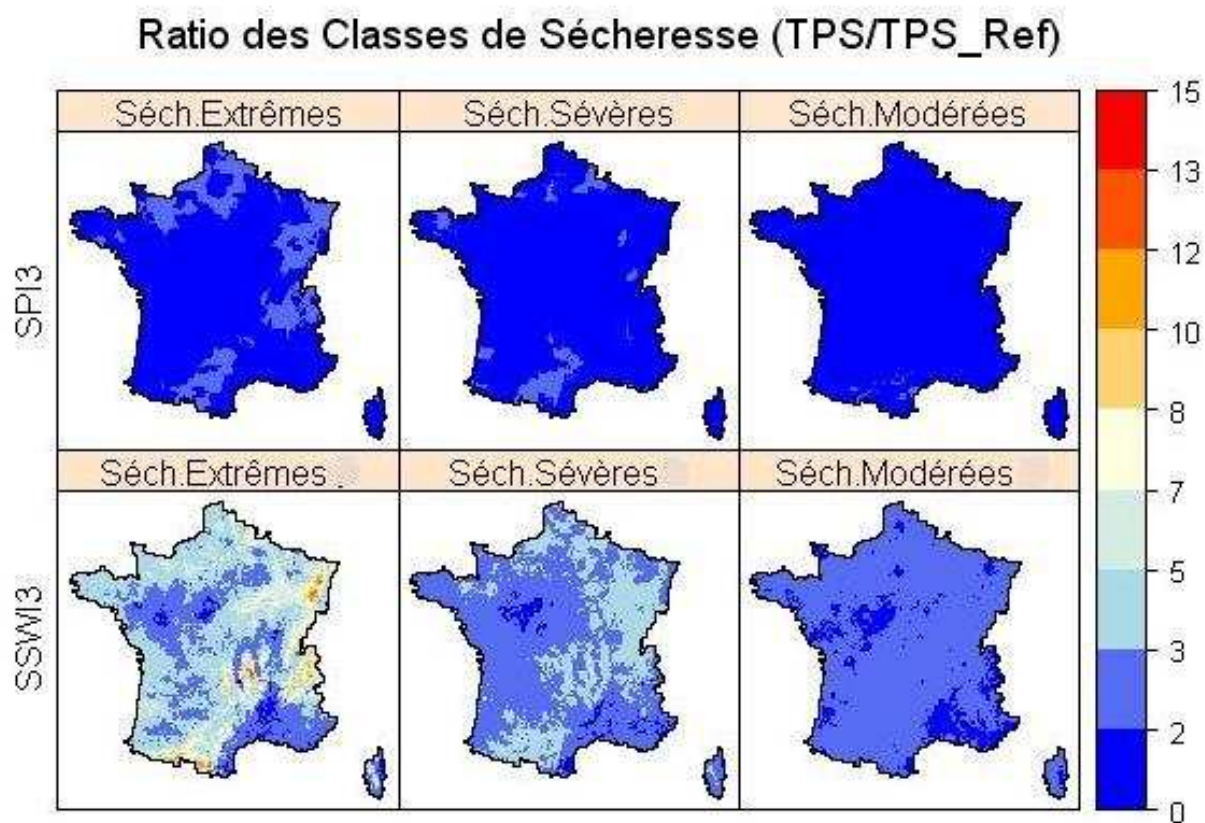 Ratio des Classes de Sécheresse (TPS/TPS_Ref)
Séch.Extrêmes Séch.Sévères Séch.Modérées
SPI3
Séch.Extrêmes Séch.Sévères Séch.Modérées
SSWI3
15
13
12
10
8
7
5
3
2
0